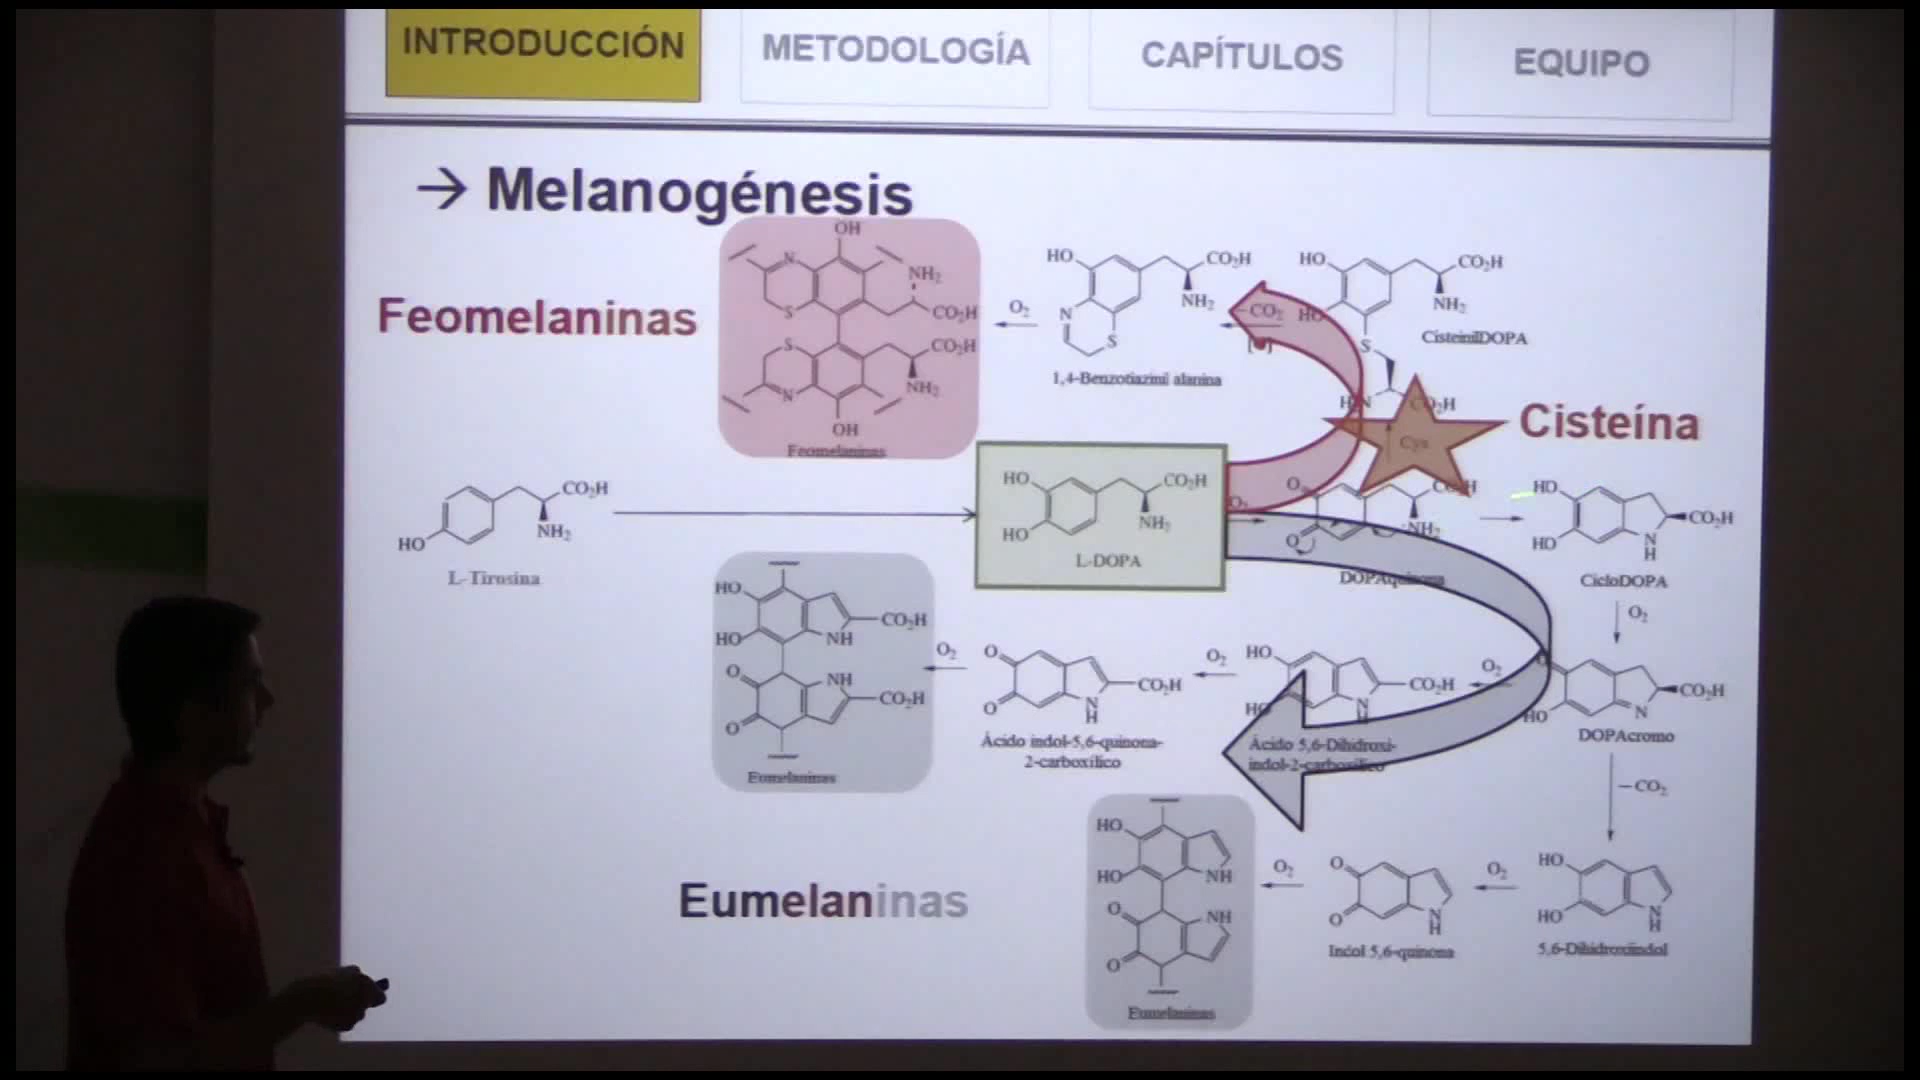 INTRODUCCIÓN
METODOLOGÍA
CAPÍTULOS
EQUIPO
→ Melanogénesis
Feomelaninas
OH
N
NH₂
S
CO₂H
S
CO₂H
NH₂
N
OH
Feomelaninas
O₂
HO
CO₂H
NH₂
N
S
1,4-Benzotiazinil alanina
−CO₂
[O]
HO
CO₂H
NH₂
HO
CisteinilDOPA
S
H₂N
CO₂H
Cys
Cisteína
CO₂H
NH₂
HO
L-Tirosina
HO
CO₂H
HO
NH₂
L-DOPA
O₂
O
CO₂H
O
NH₂
DOPAquinona
HO
CO₂H
HO
N
H
CicloDOPA
O₂
HO
CO₂H
HO
NH
O
NH
CO₂H
O
Eumelaninas
O₂
O
CO₂H
O
N
H
Ácido indol-5,6-quinona-
2-carboxílico
O₂
HO
CO₂H
HO
N
H
Ácido 5,6-Dihidroxi-
indol-2-carboxílico
O₂
O
CO₂H
HO
N
DOPAcromo
−CO₂
Eumelaninas
HO
HO
NH
O
NH
O
Eumelaninas
O₂
O
O
N
H
Indol 5,6-quinona
O₂
HO
HO
N
H
5,6-Dihidroxiindol